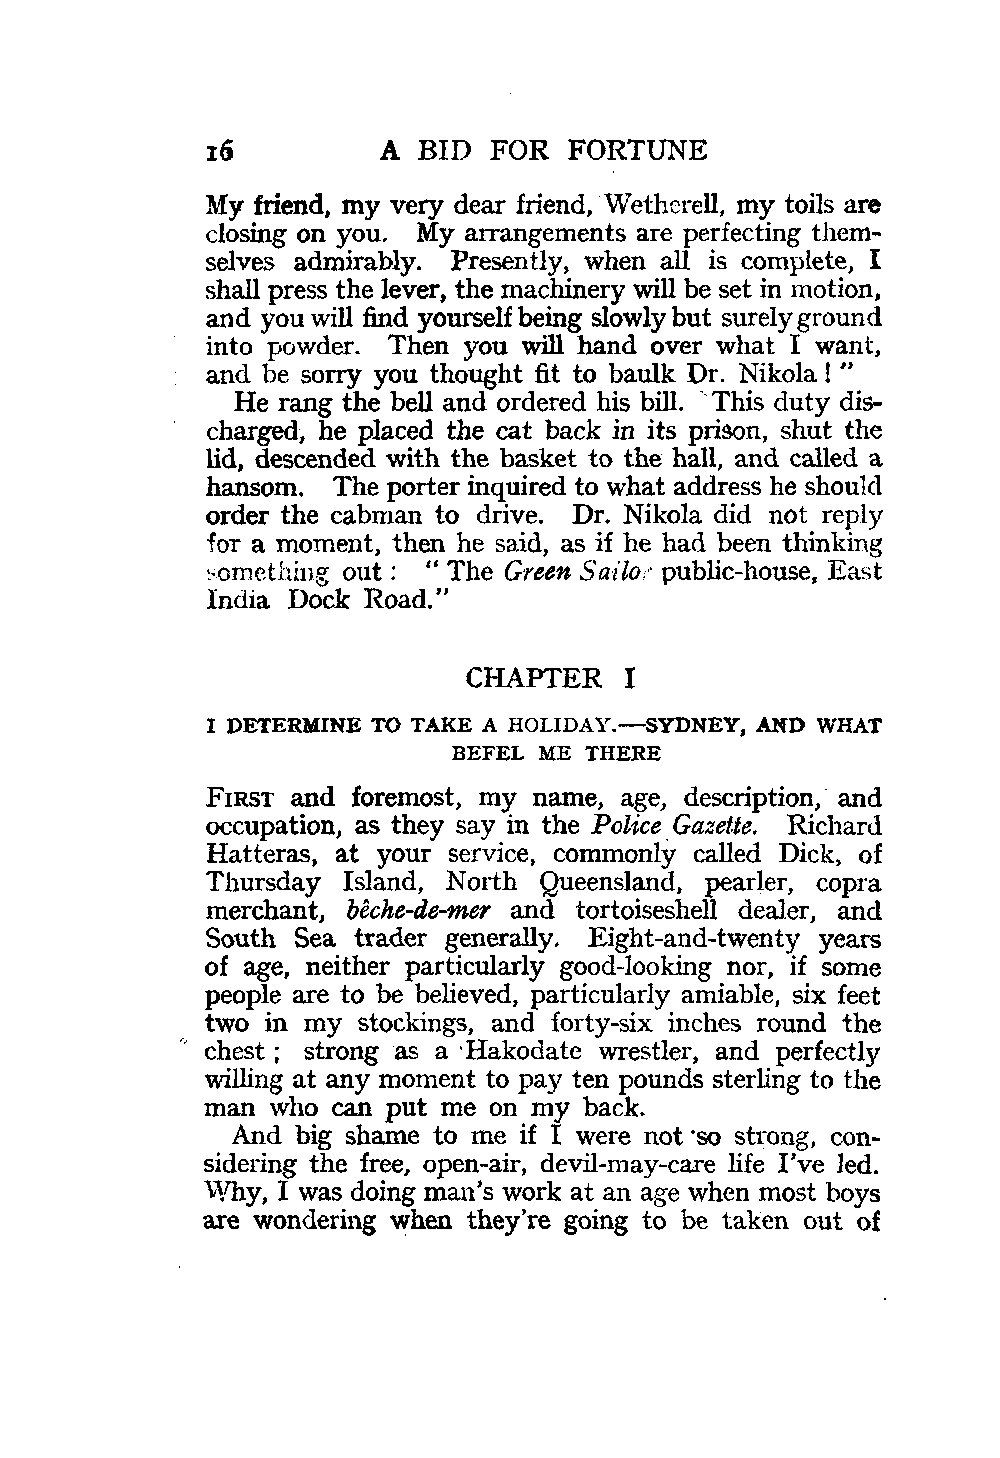 16 A BID FOR FORTUNE
My friend, my very dear friend, Wetherell, my toils are
closing on you. My arrangements are perfecting them-
selves admirably. Presently, when all is complete, I
shall press the lever, the machinery will be set in motion,
and you will find yourself being slowly but surely ground
into powder. Then you will hand over what I want,
and be sorry you thought fit to baulk Dr. Nikola ! "
He rang the bell and ordered his bill. This duty dis-
charged, he placed the cat back in its prison, shut the
lid, descended with the basket to the hall, and called a
hansom. The porter inquired to what address he should
order the cabman to drive. Dr. Nikola did not reply
for a moment, then he said, as if he had been thinking
something out : " The Green Sailor public-house, East
India Dock Road."
CHAPTER I
I DETERMINE TO TAKE A HOLIDAY.—SYDNEY, AND WHAT
BEFEL ME THERE
FIRST and foremost, my name, age, description, and
occupation, as they say in the Police Gazette. Richard
Hatteras, at your service, commonly called Dick, of
Thursday Island, North Queensland, pearler, copra
merchant, bêche-de-mer and tortoiseshell dealer, and
South Sea trader generally. Eight-and-twenty years
of age, neither particularly good-looking nor, if some
people are to be believed, particularly amiable, six feet
two in my stockings, and forty-six inches round the
chest ; strong as a Hakodate wrestler, and perfectly
willing at any moment to pay ten pounds sterling to the
man who can put me on my back.
And big shame to me if I were not so strong, con-
sidering the free, open-air, devil-may-care life I've led.
Why, I was doing man's work at an age when most boys
are wondering when they're going to be taken out of